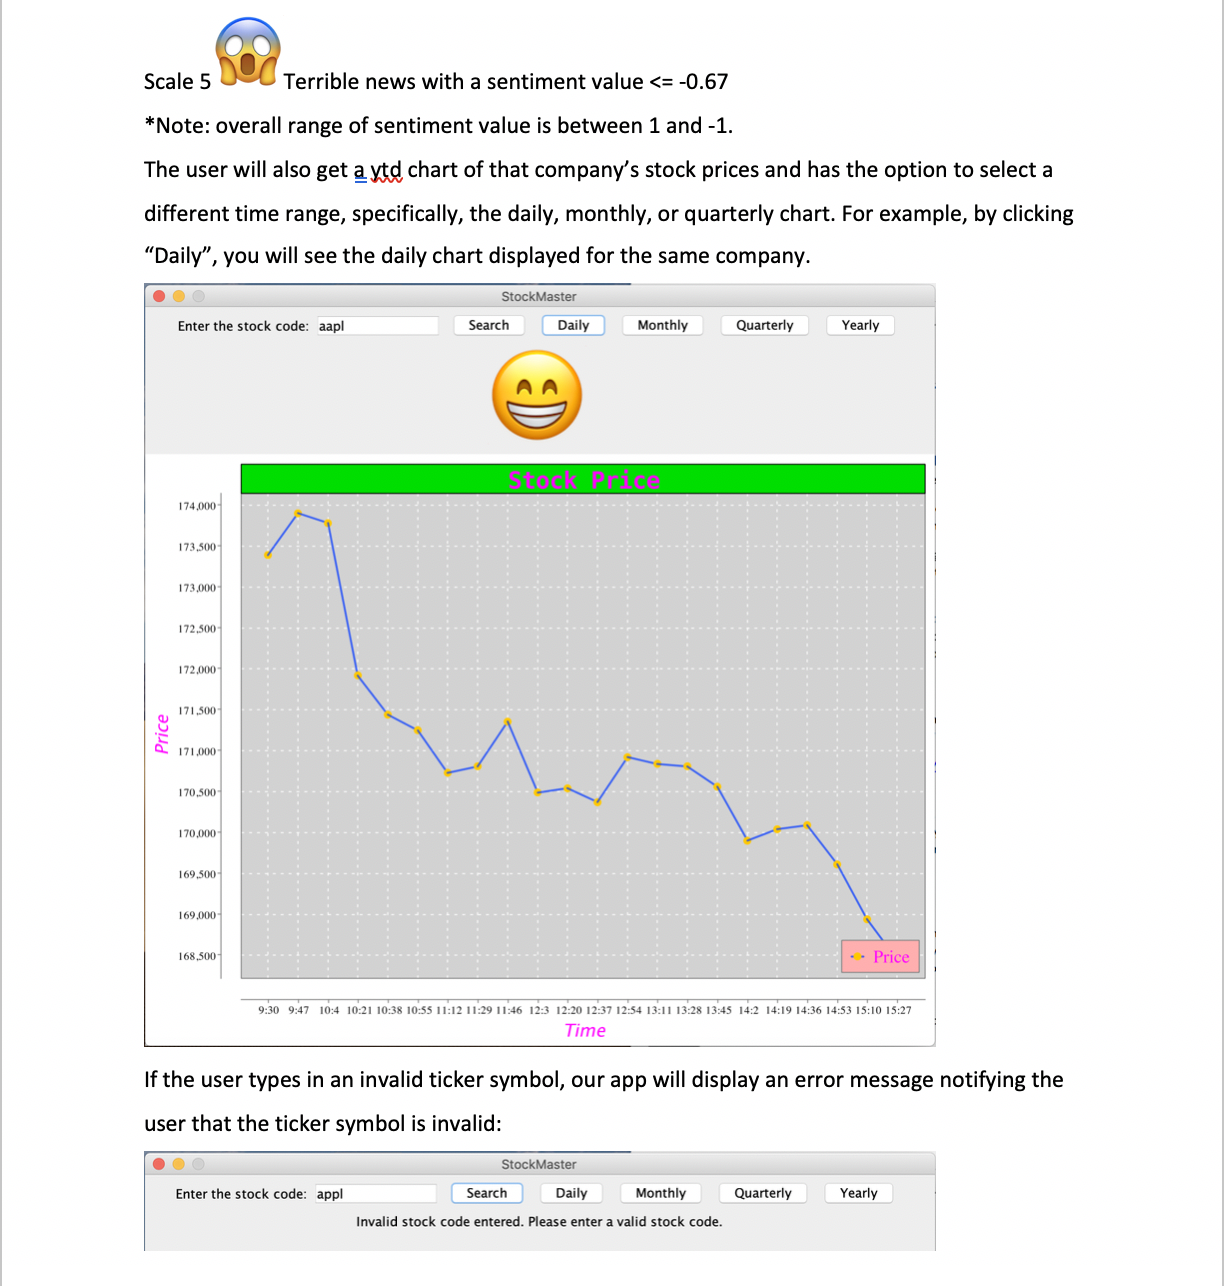 Scale 5 Terrible news with a sentiment value <= -0.67
*Note: overall range of sentiment value is between 1 and -1.
The user will also get a ytd chart of that company’s stock prices and has the option to select a
different time range, specifically, the daily, monthly, or quarterly chart. For example, by clicking
“Daily”, you will see the daily chart displayed for the same company.
StockMaster
Enter the stock code: aapl Search Daily Monthly Quarterly Yearly
Stock Price
174,000
173,500
173,000
172,500
172,000
171,500
171,000
170,500
170,000
169,500
169,000
168,500
Price
Price
9:30 9:47 10:4 10:21 10:38 10:55 11:12 11:29 11:46 12:3 12:20 12:37 12:54 13:11 13:28 13:45 14:2 14:19 14:36 14:53 15:10 15:27
Time
If the user types in an invalid ticker symbol, our app will display an error message notifying the
user that the ticker symbol is invalid:
StockMaster
Enter the stock code: appl Search Daily Monthly Quarterly Yearly
Invalid stock code entered. Please enter a valid stock code.